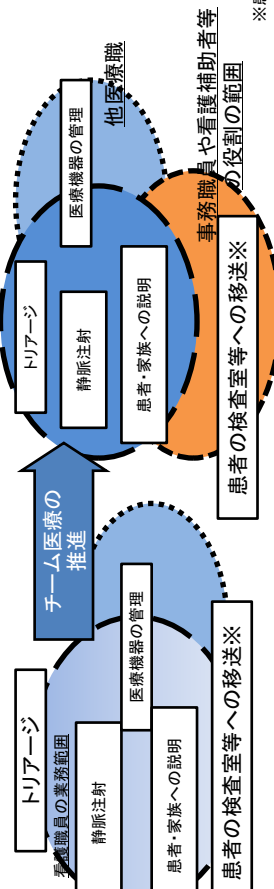 トリアージ
看護職員の業務範囲
静脈注射
医療機器の管理
患者・家族への説明
患者の検査室等への移送※
チーム医療の
推進
トリアージ
静脈注射
医療機器の管理
患者・家族への説明
他医療職
事務職員や看護補助者等
の役割の範囲
患者の検査室等への移送※
※